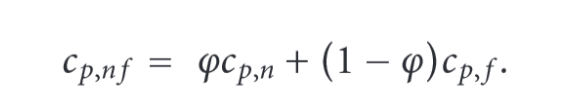 c_{p,nf} = φc_{p,n} + (1 − φ)c_{p,f}.